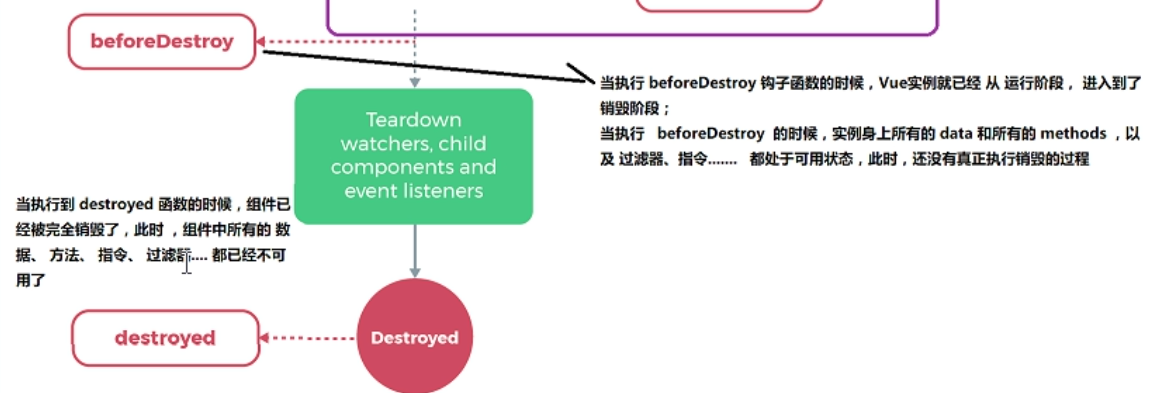 beforeDestroy
当执行 beforeDestroy 钩子函数的时候，Vue实例就已经 从 运行阶段， 进入到了
销毁阶段；
当执行 beforeDestroy 的时候，实例身上所有的 data 和所有的 methods ，以
及 过滤器、指令....... 都处于可用状态，此时，还没有真正执行销毁的过程
Teardown
watchers, child
components and
event listeners
当执行到 destroyed 函数的时候，组件已
经被完全销毁了，此时 ，组件中所有的 数
据、 方法、 指令、 过滤器.... 都已经不可
用了
destroyed
Destroyed